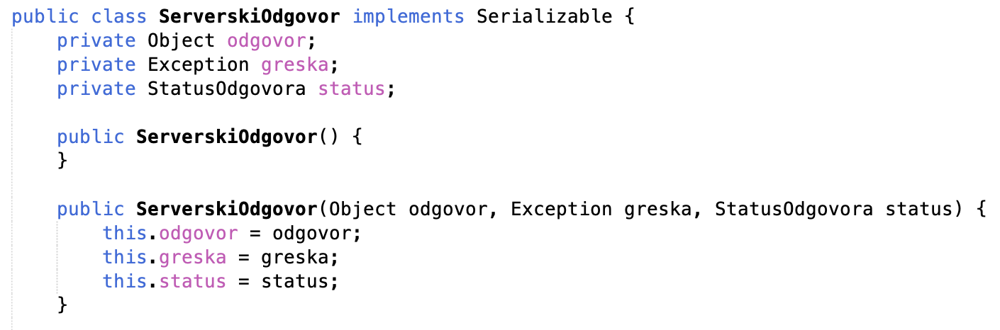 public class ServerskiOdgovor implements Serializable {
    private Object odgovor;
    private Exception greska;
    private StatusOdgovora status;

    public ServerskiOdgovor() {
    }

    public ServerskiOdgovor(Object odgovor, Exception greska, StatusOdgovora status) {
        this.odgovor = odgovor;
        this.greska = greska;
        this.status = status;
    }